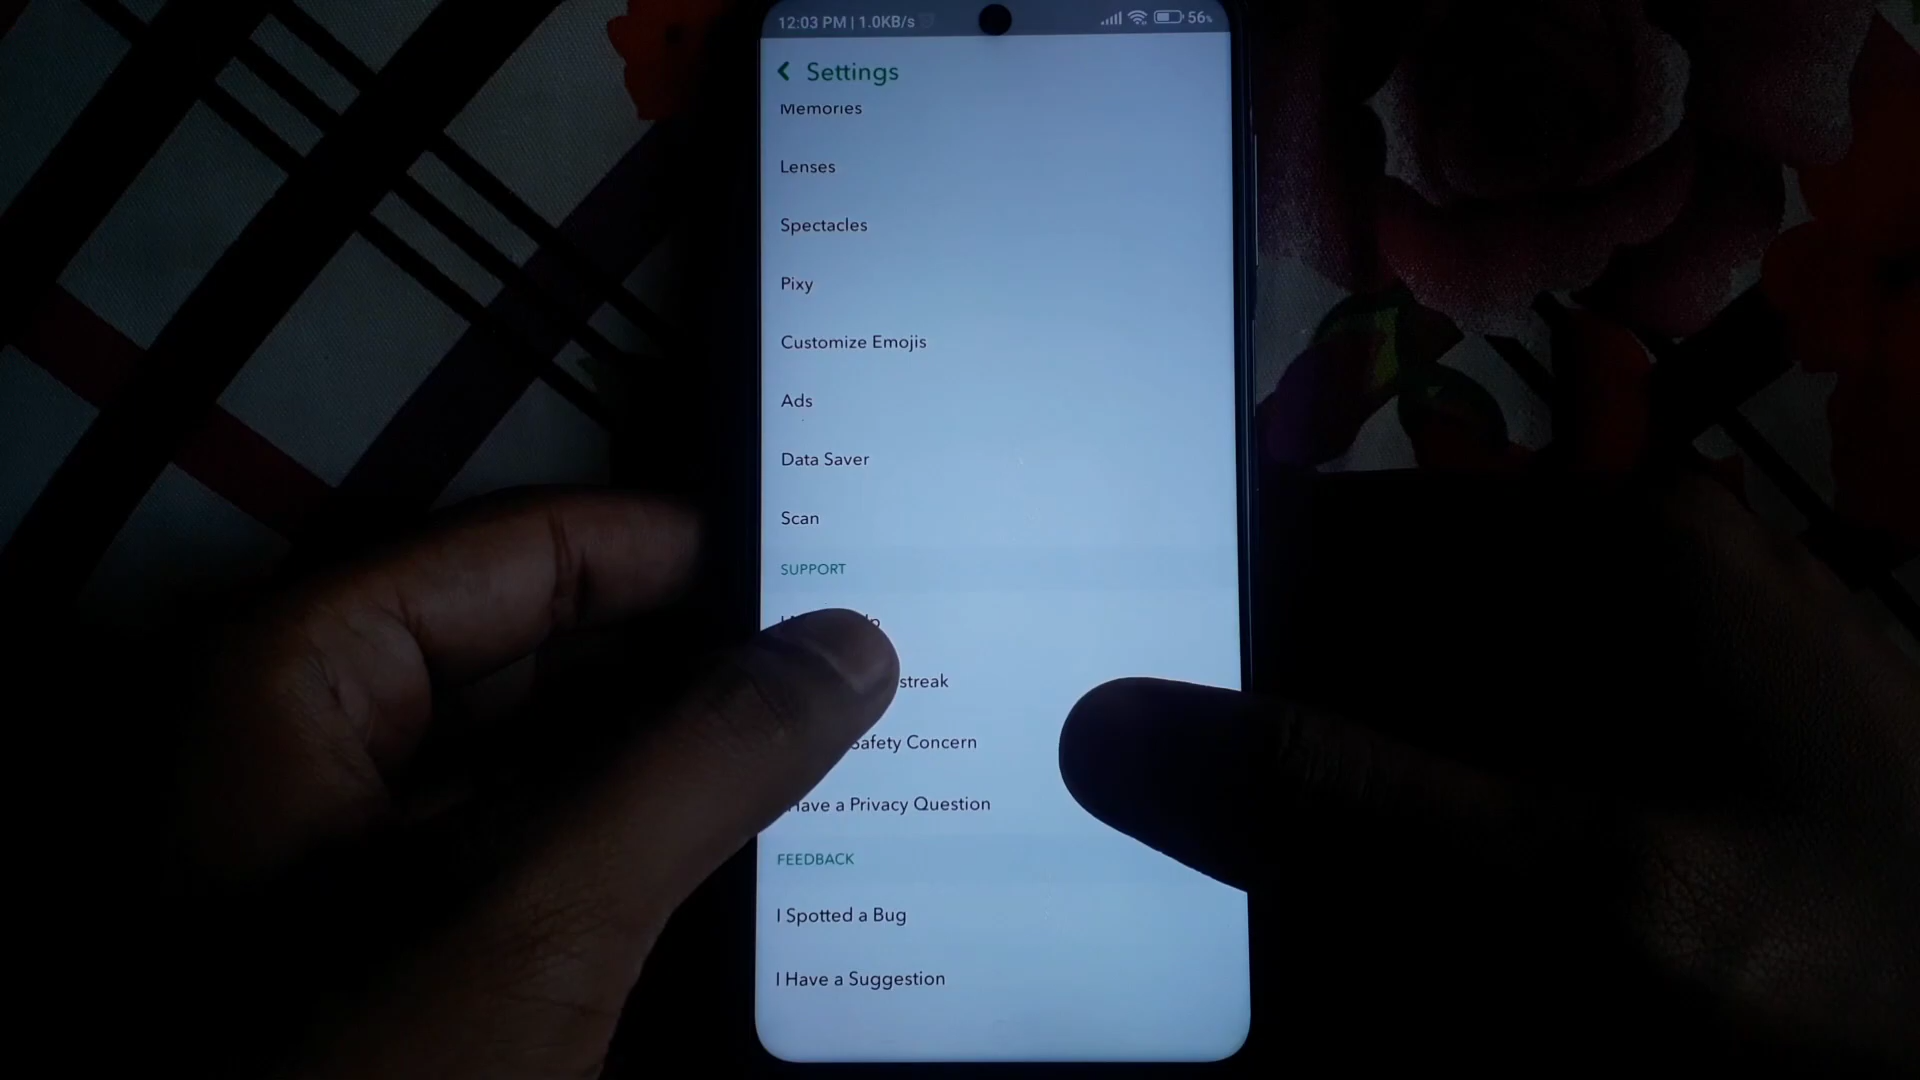 12:03 PM | 1.0KB/s
56%
Settings
Memories
Lenses
Spectacles
Pixy
Customize Emojis
Ads
Data Saver
Scan
SUPPORT
streak
Safety Concern
Have a Privacy Question
FEEDBACK
I Spotted a Bug
I Have a Suggestion